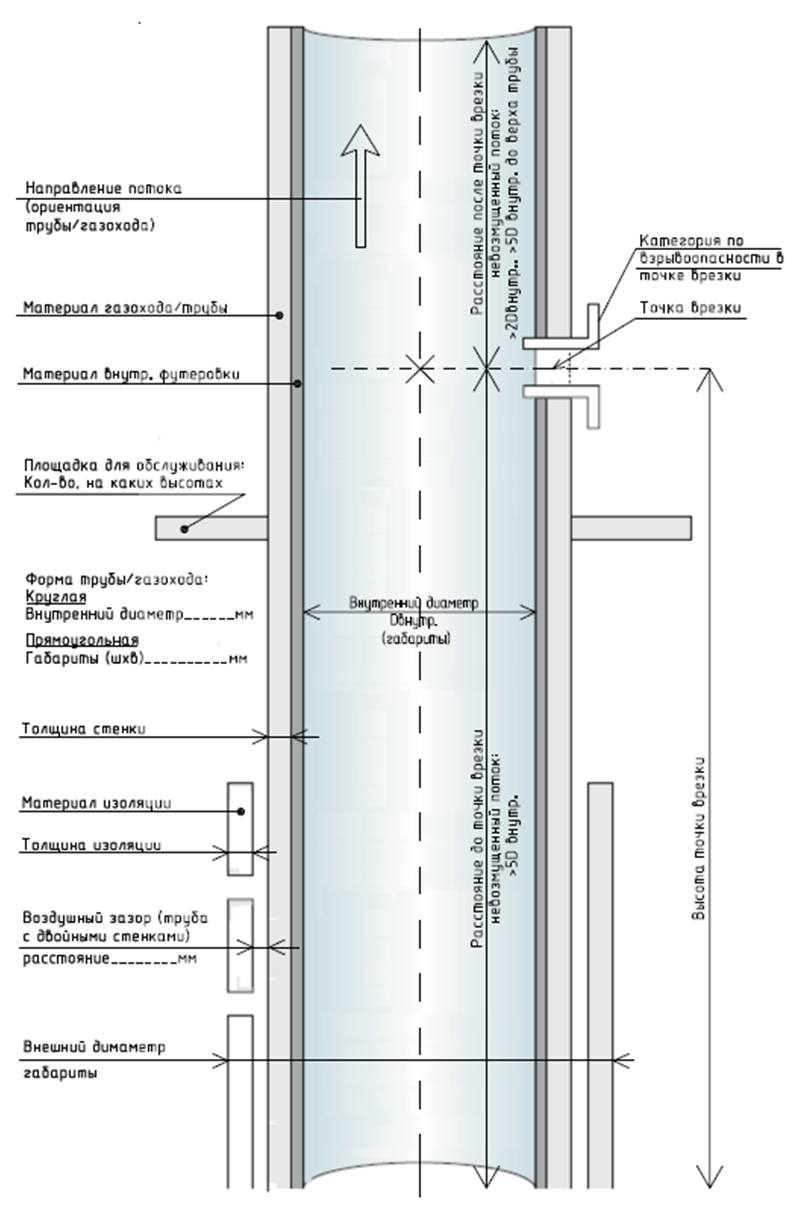 Направление потока
(ориентация
трубы/газохода)
Материал газохода/трубы
Материал внутр. футеровки
Площадка для обслуживания:
Кол-во, на каких высотах
Форма трубы/газохода:
Круглая
Внутренний диаметр______мм
Прямоугольная
Габариты (шхв)__________мм
Толщина стенки
Материал изоляции
Толщина изоляции
Воздушный зазор (труба
с двойными стенками)
расстояние________мм
Внешний димаметр
габариты
Внутренний диаметр
Dвнутр.
(габариты)
Расстояние после точки врезки
невозмущенный поток:
>2Dвнутр.. >5D внутр. до верха трубы
Расстояние до точки врезки
невозмущенный поток:
>5D внутр.
Категория по
взрывоопасности в
точке врезки
Точка врезки
Высота точки врезки